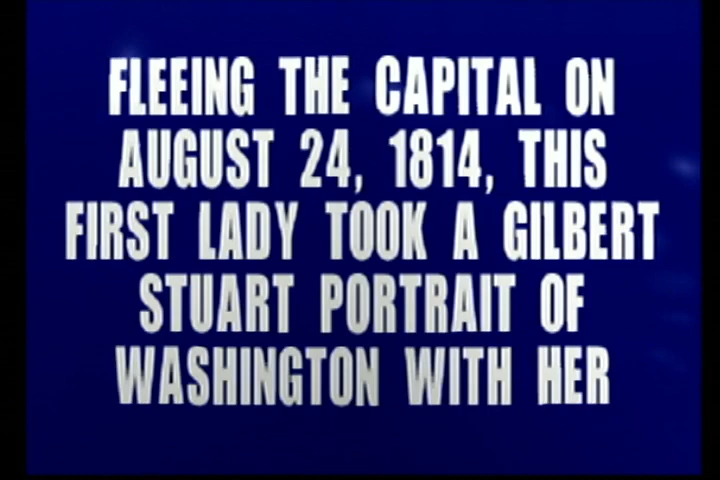 FLEEING THE CAPITAL ON
AUGUST 24, 1814, THIS
FIRST LADY TOOK A GILBERT
STUART PORTRAIT OF
WASHINGTON WITH HER